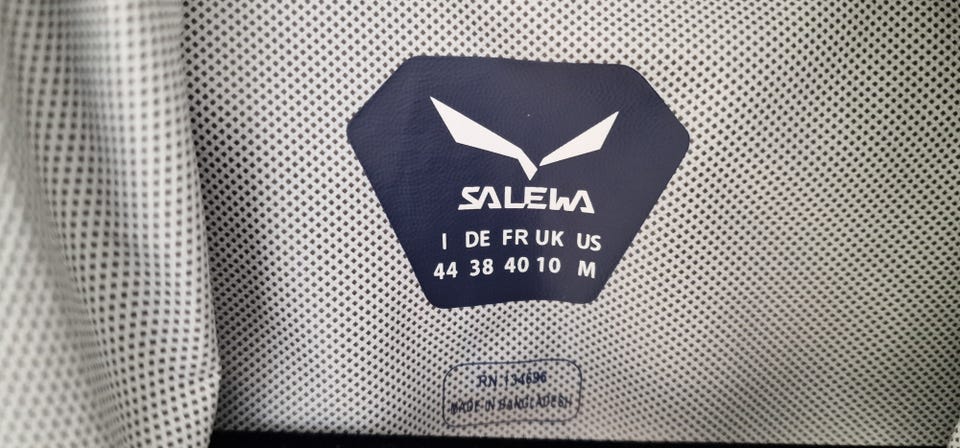 SALEWA
I DE FR UK US
44 38 40 10 M
RN 134696
MADE IN BANGLADESH